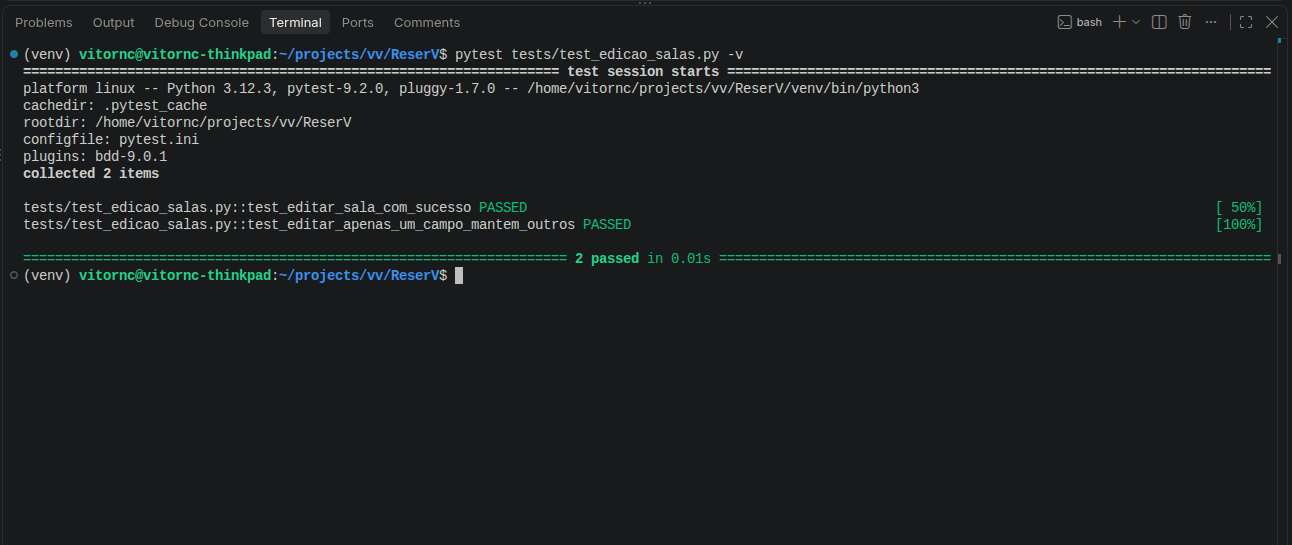 Problems Output Debug Console Terminal Ports Comments bash
(venv) vitornc@vitornc-thinkpad:~/projects/vv/ReserV$ pytest tests/test_edicao_salas.py -v
=================================================================== test session starts ====================================================================
platform linux -- Python 3.12.3, pytest-9.2.0, pluggy-1.7.0 -- /home/vitornc/projects/vv/ReserV/venv/bin/python3
cachedir: .pytest_cache
rootdir: /home/vitornc/projects/vv/ReserV
configfile: pytest.ini
plugins: bdd-9.0.1
collected 2 items
tests/test_edicao_salas.py::test_editar_sala_com_sucesso PASSED [ 50%]
tests/test_edicao_salas.py::test_editar_apenas_um_campo_mantem_outros PASSED [100%]
==================================================================== 2 passed in 0.01s =====================================================================
(venv) vitornc@vitornc-thinkpad:~/projects/vv/ReserV$